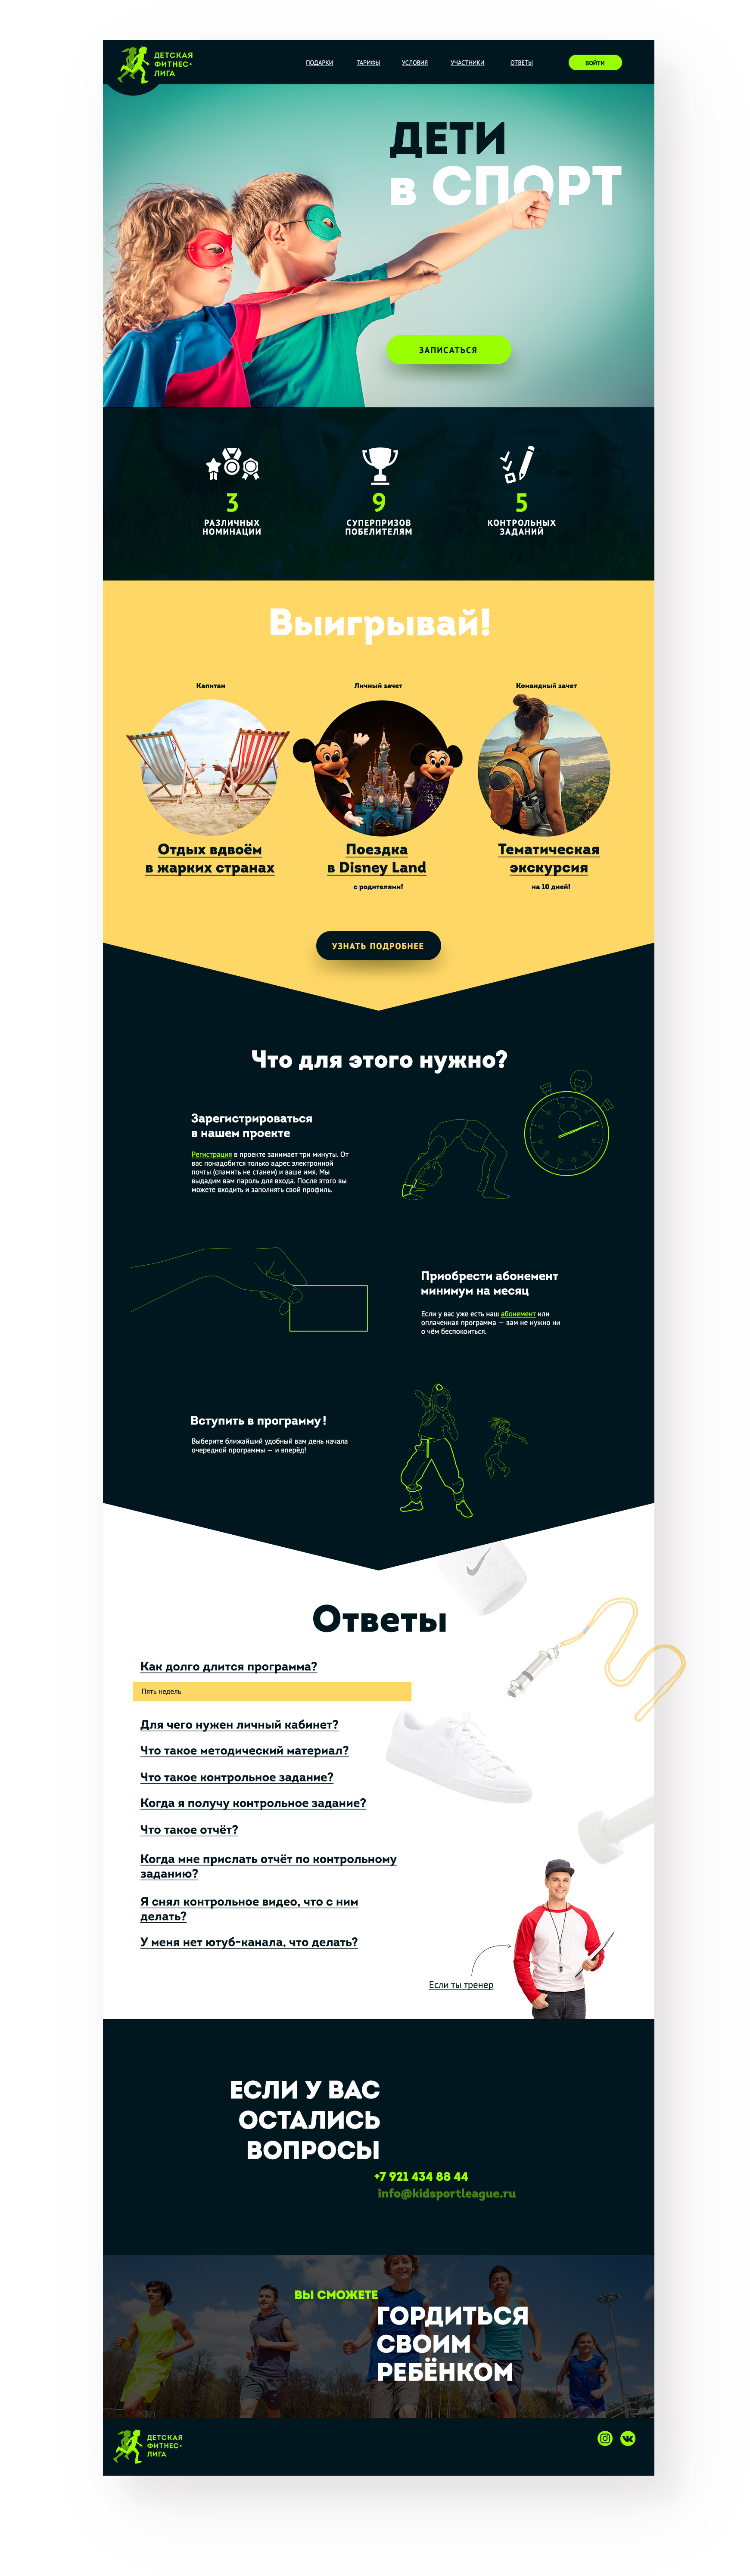 ДЕТСКАЯ
ФИТНЕС-
ЛИГА
ПОДАРКИ ТАРИФЫ УСЛОВИЯ УЧАСТНИКИ ОТВЕТЫ ВОЙТИ
ДЕТИ
в СПОРТ
ЗАПИСАТЬСЯ
3
РАЗЛИЧНЫХ
НОМИНАЦИИ
9
СУПЕРПРИЗОВ
ПОБЕЛИТЕЛЯМ
5
КОНТРОЛЬНЫХ
ЗАДАНИЙ
Выигрывай!
Капитан
Отдых вдвоём
в жарких странах
Личный зачет
Поездка
в Disney Land
с родителями!
Командный зачет
Тематическая
экскурсия
на 10 дней!
УЗНАТЬ ПОДРОБНЕЕ
Что для этого нужно?
Зарегистрироваться
в нашем проекте
Регистрация в проекте занимает три минуты. От
вас понадобится только адрес электронной
почты (спамить не станем) и ваше имя. Мы
выдадим вам пароль для входа. После этого вы
можете входить и заполнять свой профиль.
Приобрести абонемент
минимум на месяц
Если у вас уже есть наш абонемент или
оплаченная программа — вам не нужно ни
о чём беспокоиться.
Вступить в программу!
Выберите ближайший удобный вам день начала
очередной программы — и вперёд!
Ответы
Как долго длится программа?
Пять недель
Для чего нужен личный кабинет?
Что такое методический материал?
Что такое контрольное задание?
Когда я получу контрольное задание?
Что такое отчёт?
Когда мне прислать отчёт по контрольному
заданию?
Я снял контрольное видео, что с ним
делать?
У меня нет ютуб-канала, что делать?
Если ты тренер
ЕСЛИ У ВАС
ОСТАЛИСЬ
ВОПРОСЫ
+7 921 434 88 44
info@kidsportleague.ru
ВЫ СМОЖЕТЕ
ГОРДИТЬСЯ
СВОИМ
РЕБЁНКОМ
ДЕТСКАЯ
ФИТНЕС-
ЛИГА